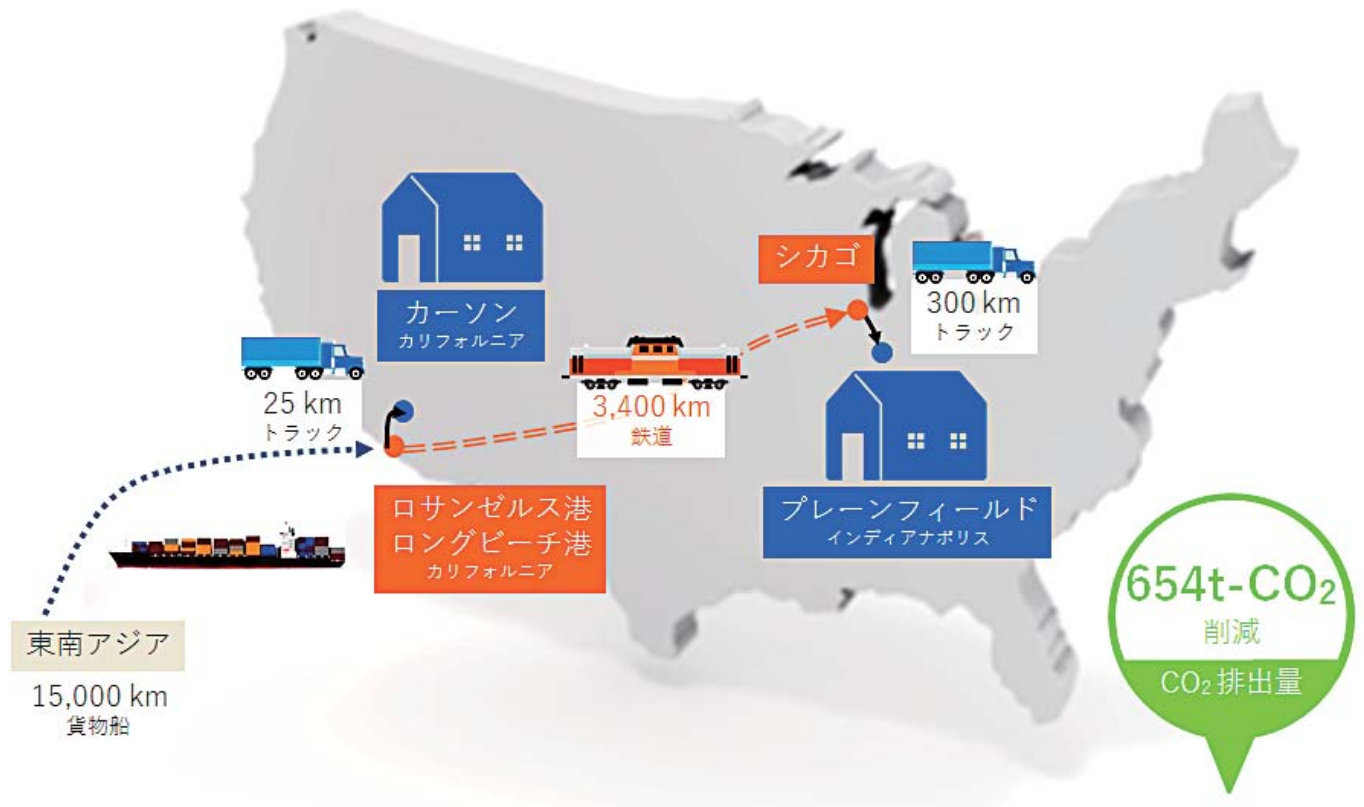 シカゴ
300 km
トラック
カーソン
カリフォルニア
25 km
トラック
3,400 km
鉄道
ロサンゼルス港
ロングビーチ港
カリフォルニア
プレーンフィールド
インディアナポリス
東南アジア
15,000 km
貨物船
654t-CO₂
削減
CO₂ 排出量